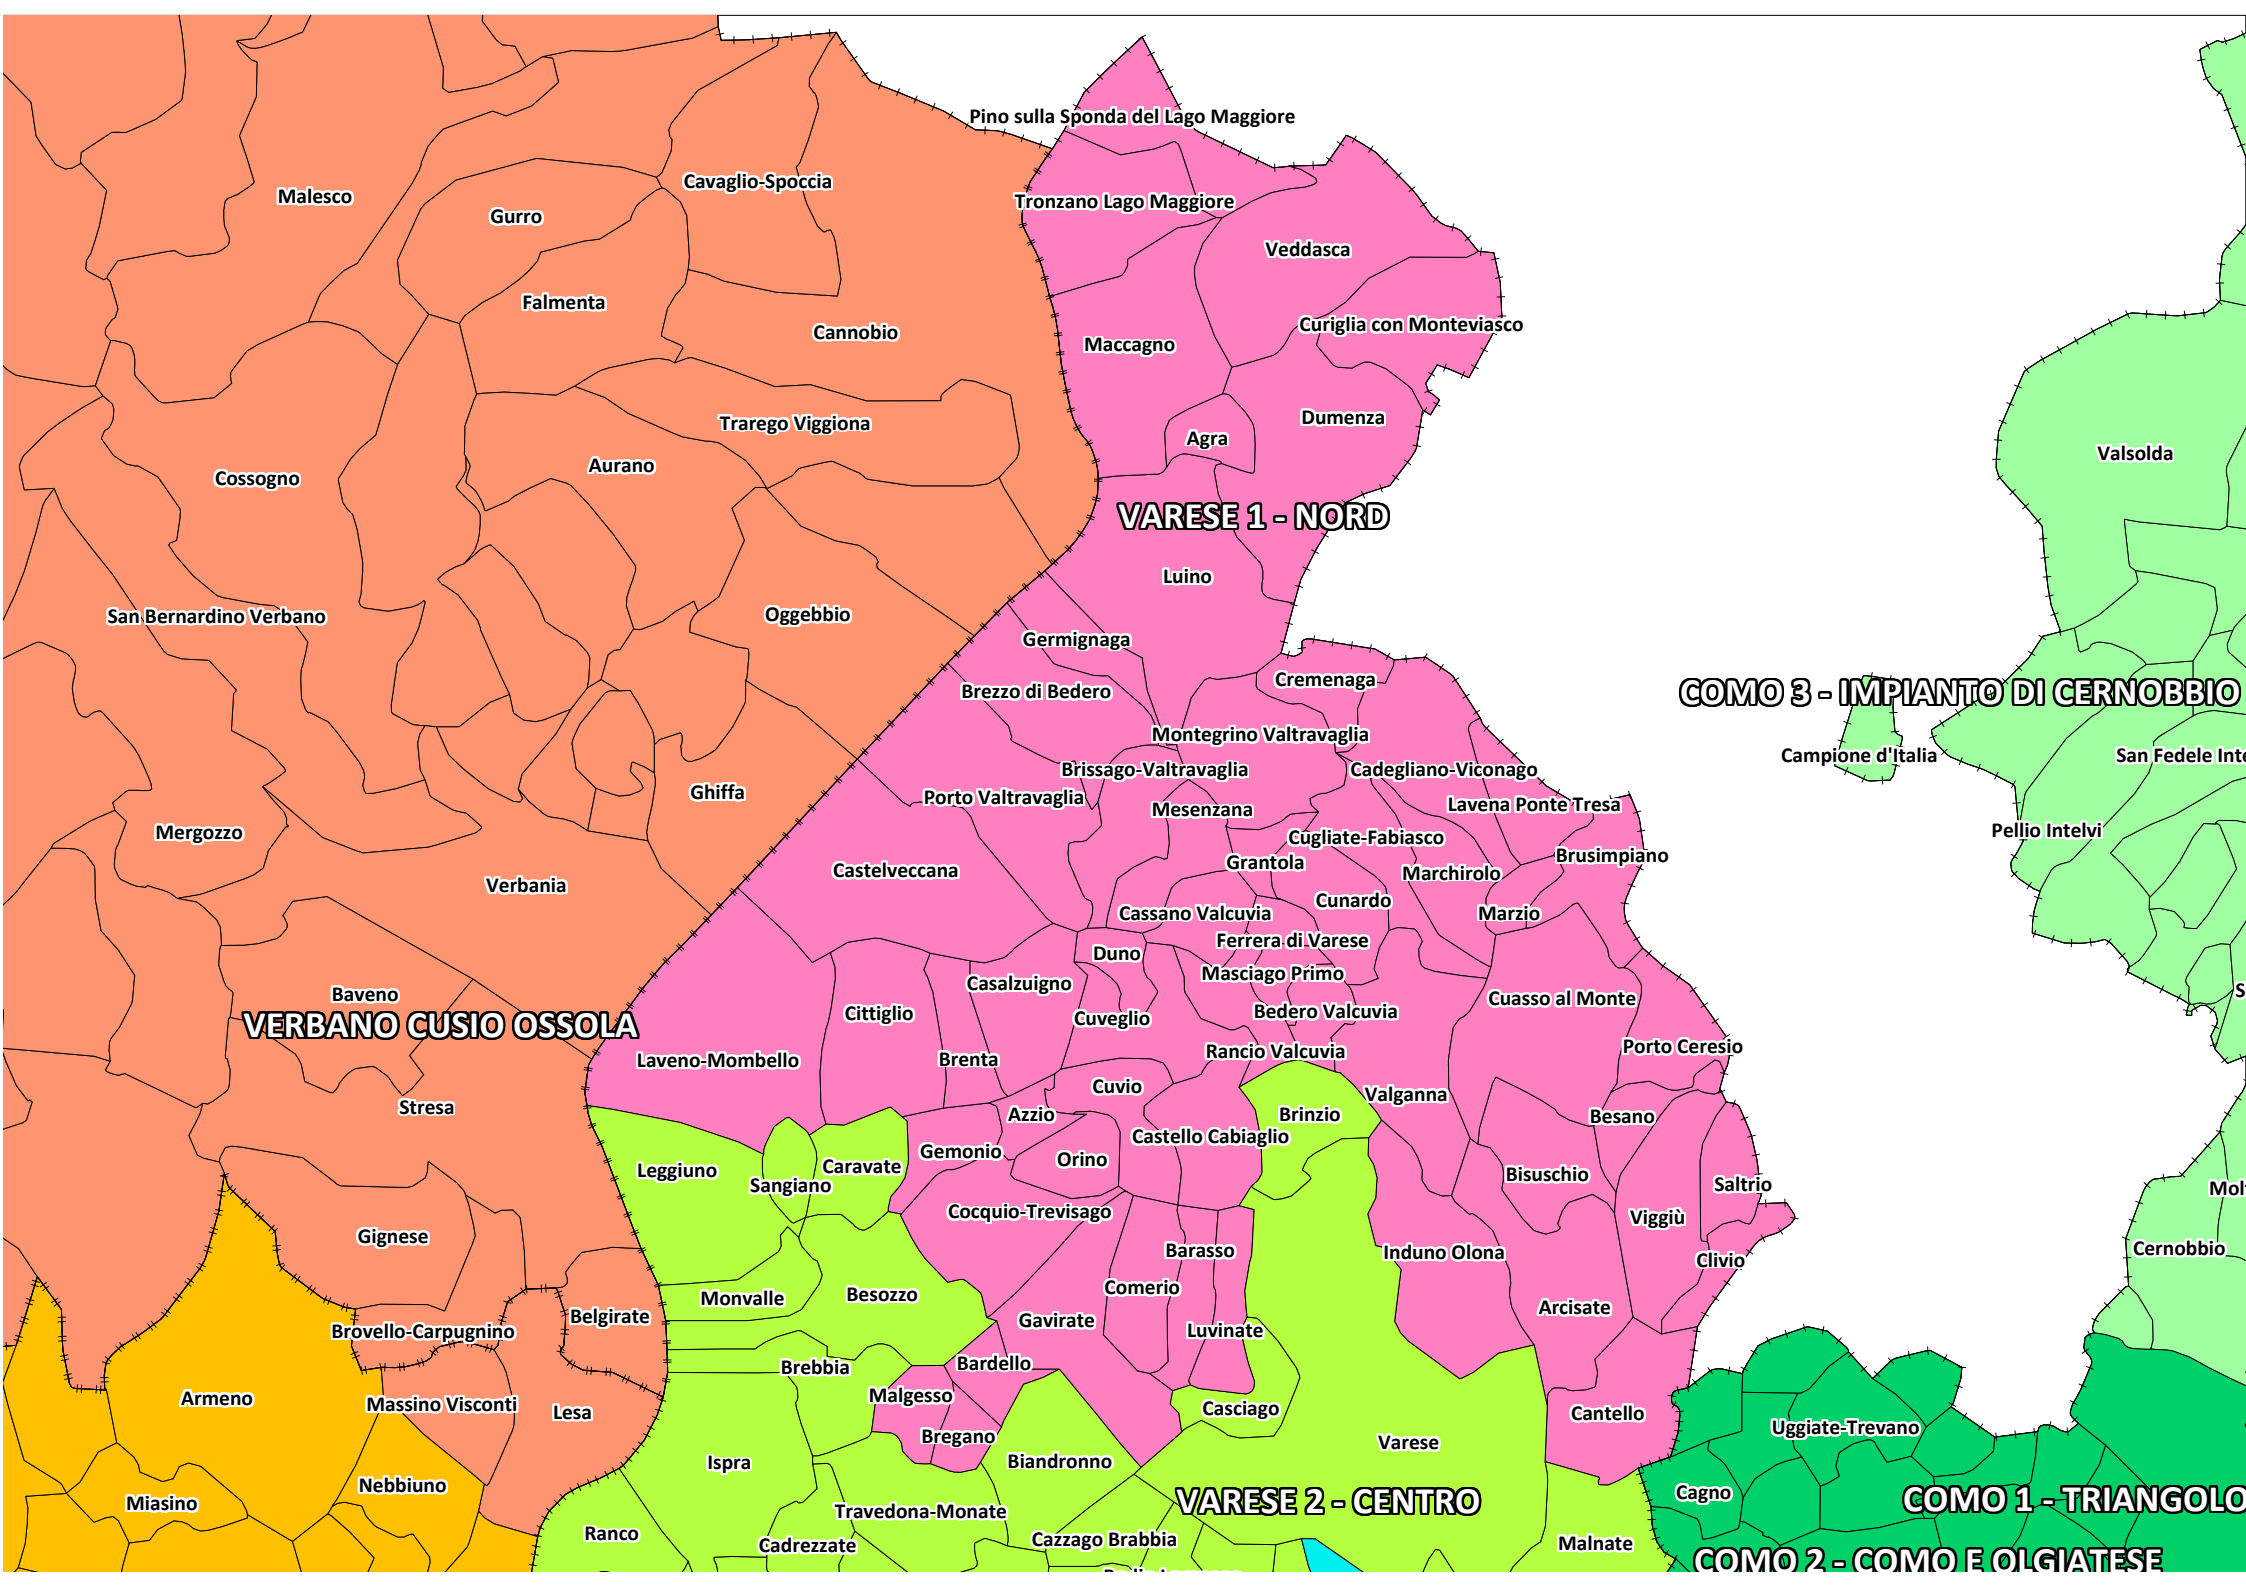 Pino sulla Sponda del Lago Maggiore
Malesco
Cavaglio-Spoccia
Gurro
Tronzano Lago Maggiore
Veddasca
Falmenta
Cannobio
Curiglia con Monteviasco
Maccagno
Trarego Viggiona
Dumenza
Agra
Valsolda
Aurano
Cossogno
VARESE 1 - NORD
Luino
San Bernardino Verbano
Oggebbio
Germignaga
Cremenaga
Brezzo di Bedero
COMO 3 - IMPIANTO DI CERNOBBIO
Montegrino Valtravaglia
Campione d'Italia
San Fedele Inte
Brissago-Valtravaglia
Cadegliano-Viconago
Ghiffa
Porto Valtravaglia
Lavena Ponte Tresa
Mesenzana
Mergozzo
Pellio Intelvi
Cugliate-Fabiasco
Brusimpiano
Grantola
Castelveccana
Marchirolo
Verbania
Cunardo
Cassano Valcuvia
Marzio
Ferrera di Varese
Duno
Masciago Primo
Casalzuigno
Baveno
Cuasso al Monte
Cittiglio
Bedero Valcuvia
Cuveglio
VERBANO CUSIO OSSOLA
Porto Ceresio
Rancio Valcuvia
Laveno-Mombello
Brenta
Cuvio
Valganna
Stresa
Azzio
Brinzio
Besano
Castello Cabiaglio
Gemonio
Orino
Caravate
Leggiuno
Bisuschio
Sangiano
Saltrio
Mol
Cocquio-Trevisago
Viggiù
Gignese
Barasso
Induno Olona
Cernobbio
Clivio
Comerio
Besozzo
Monvalle
Arcisate
Belgirate
Gavirate
Brovello-Carpugnino
Luvinate
Bardello
Brebbia
Malgesso
Armeno
Massino Visconti
Casciago
Lesa
Cantello
Uggiate-Trevano
Bregano
Varese
Ispra
Biandronno
Nebbiuno
Cagno
Miasino
VARESE 2 - CENTRO
COMO 1 - TRIANGOLO
Travedona-Monate
Ranco
Cazzago Brabbia
Cadrezzate
Malnate
COMO 2 - COMO E OLGIATESE